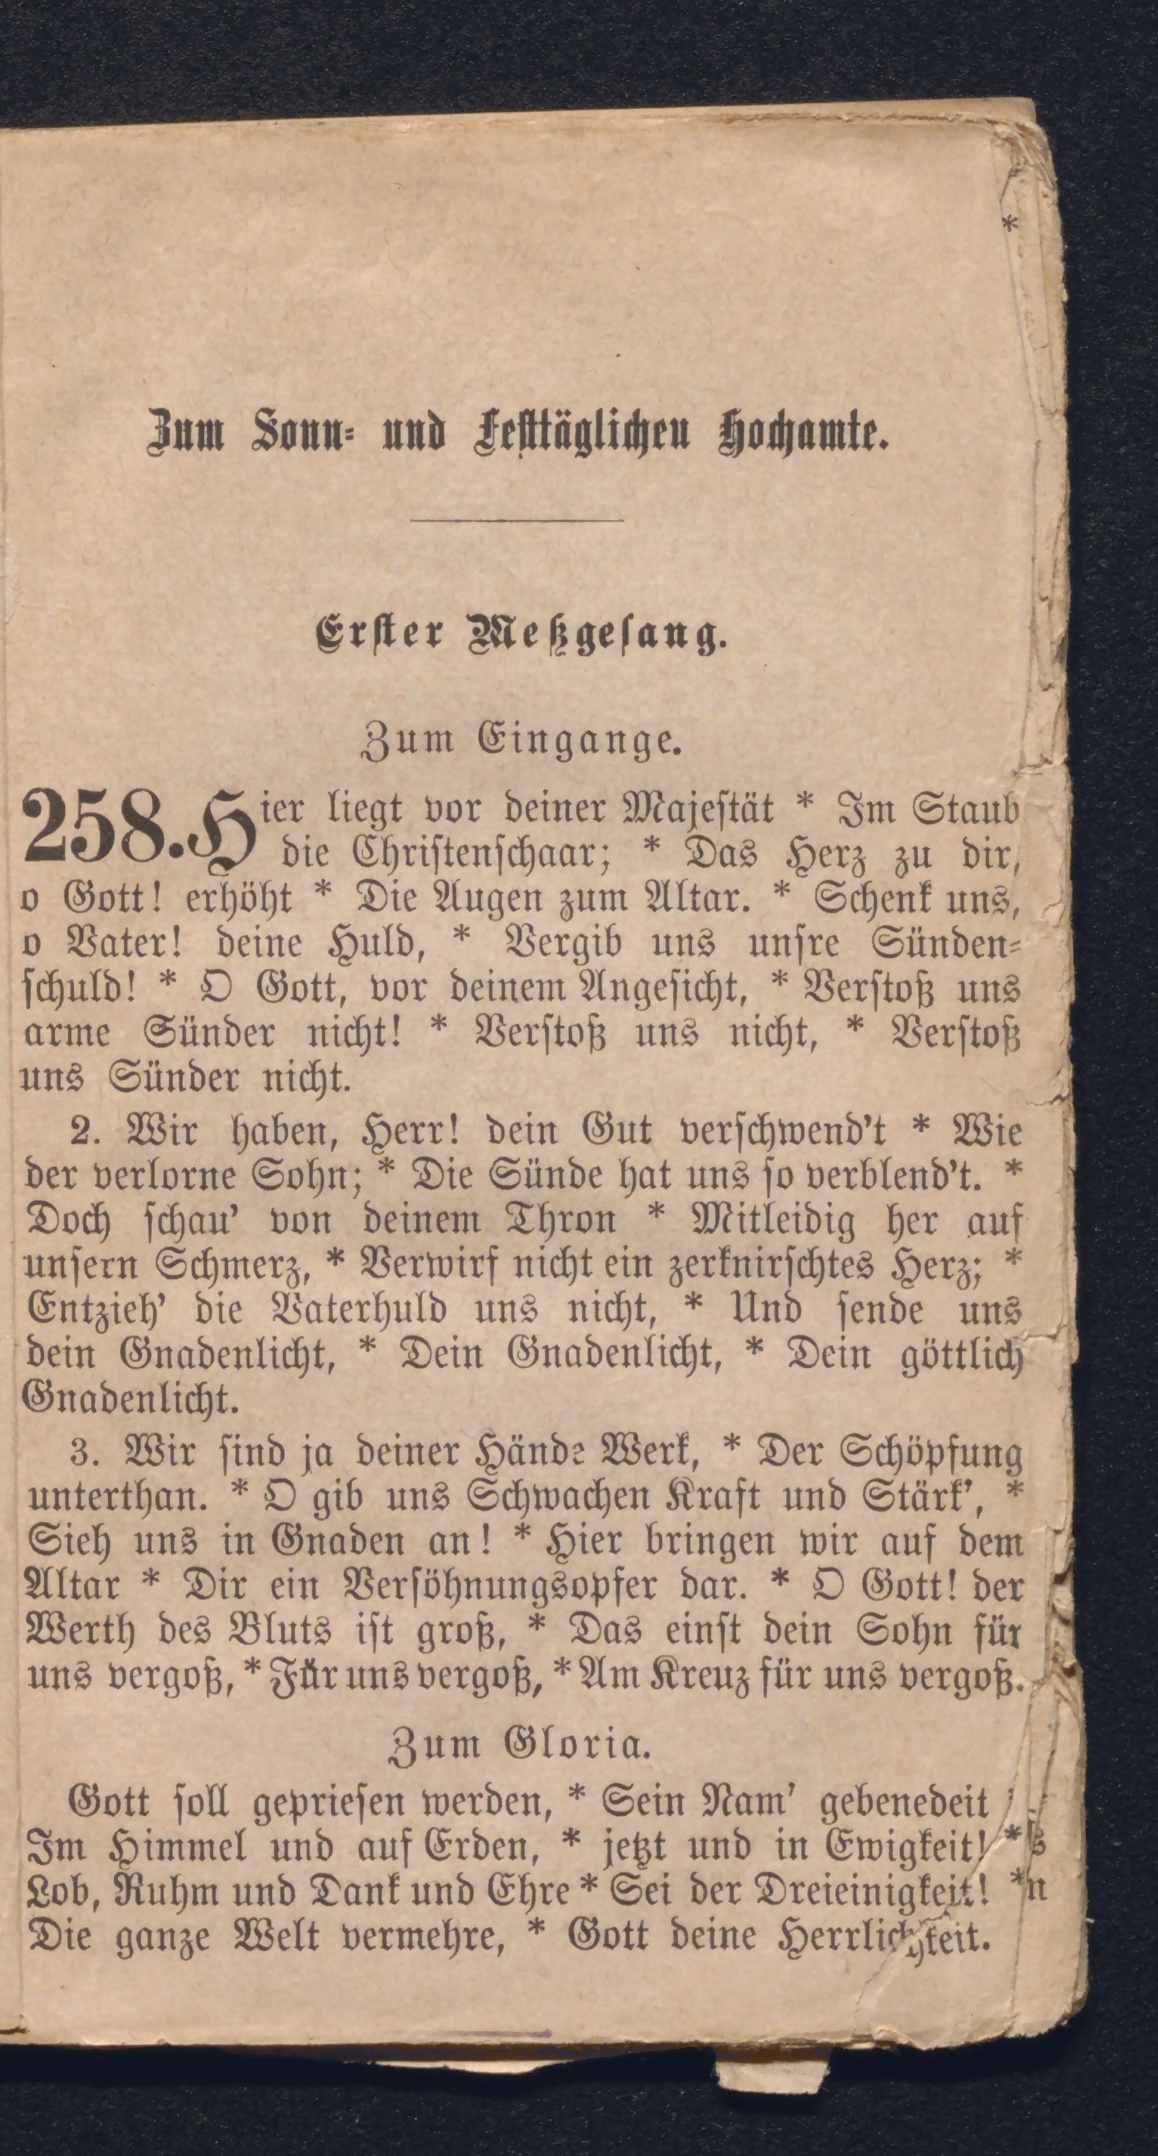 *
Zum Sonn- und Festtäglichen Hochamte.
Erster Meßgesang.
Zum Eingange.
258. Hier liegt vor deiner Majestät * Im Staub
die Christenschaar; * Das Herz zu dir,
o Gott! erhöht * Die Augen zum Altar. * Schenk uns,
o Vater! deine Huld, * Vergib uns unsre Sünden-
schuld! * O Gott, vor deinem Angesicht, * Verstoß uns
arme Sünder nicht! * Verstoß uns nicht, * Verstoß
uns Sünder nicht.
2. Wir haben, Herr! dein Gut verschwend't * Wie
der verlorne Sohn; * Die Sünde hat uns so verblend't. *
Doch schau' von deinem Thron * Mitleidig her auf
unsern Schmerz, * Verwirf nicht ein zerknirschtes Herz; *
Entzieh' die Vaterhuld uns nicht, * Und sende uns
dein Gnadenlicht, * Dein Gnadenlicht, * Dein göttlich
Gnadenlicht.
3. Wir sind ja deiner Hände Werk, * Der Schöpfung
unterthan. * O gib uns Schwachen Kraft und Stärk', *
Sieh uns in Gnaden an! * Hier bringen wir auf dem
Altar * Dir ein Versöhnungsopfer dar. * O Gott! der
Werth des Bluts ist groß, * Das einst dein Sohn für
uns vergoß, * Für uns vergoß, * Am Kreuz für uns vergoß.
Zum Gloria.
Gott soll gepriesen werden, * Sein Nam' gebenedeit
Im Himmel und auf Erden, * jetzt und in Ewigkeit! *
Lob, Ruhm und Dank und Ehre * Sei der Dreieinigkeit! *
Die ganze Welt vermehre, * Gott deine Herrlichkeit.